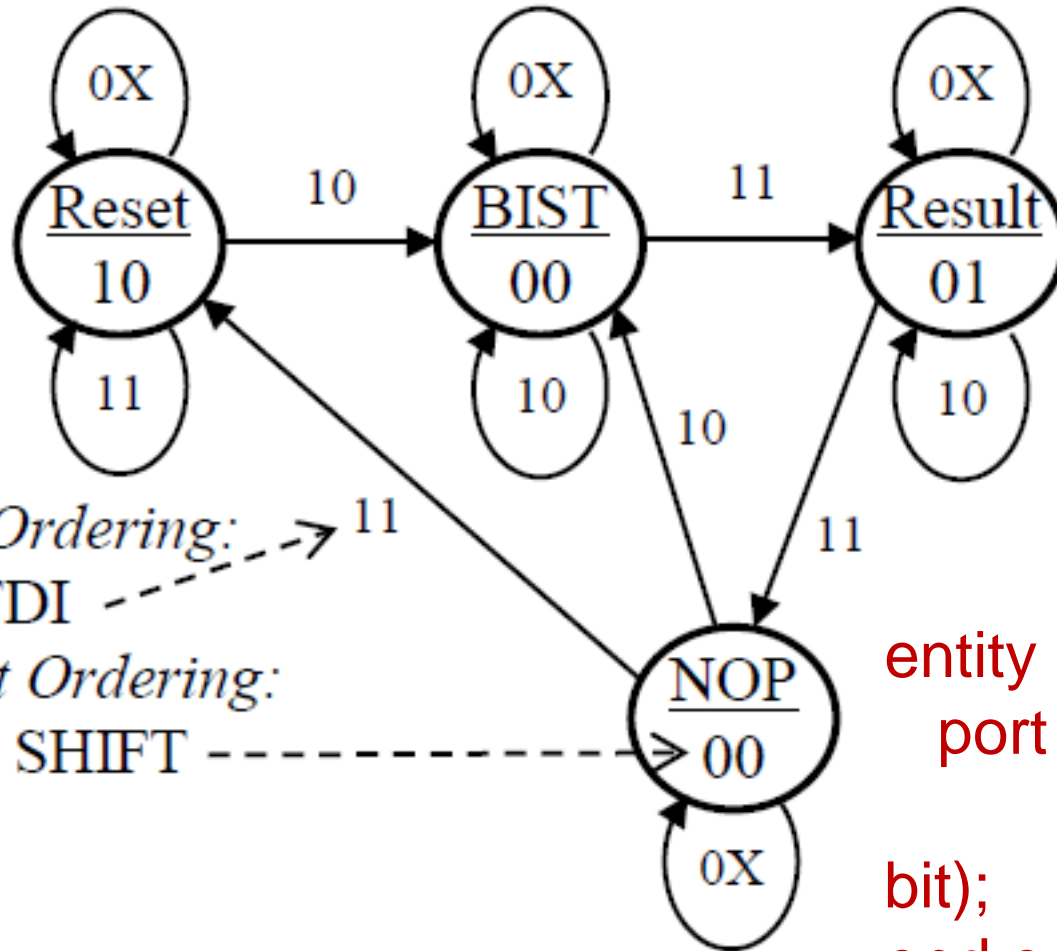 0X
0X
0X
Reset
10
10
BIST
00
11
Result
01
11
10
10
10
11
11
Ordering:
TDI
Ordering:
SHIFT
NOP
00
0X
entity
port
bit);